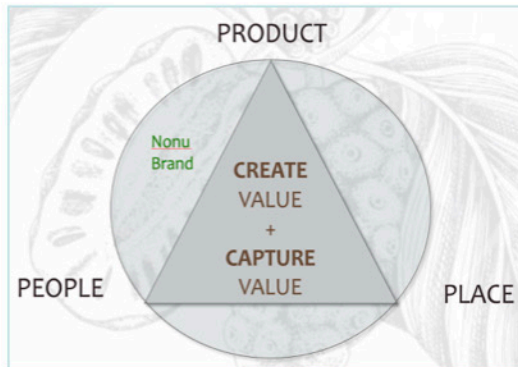 PRODUCT
Nonu
Brand
CREATE
VALUE
+
CAPTURE
VALUE
PEOPLE
PLACE